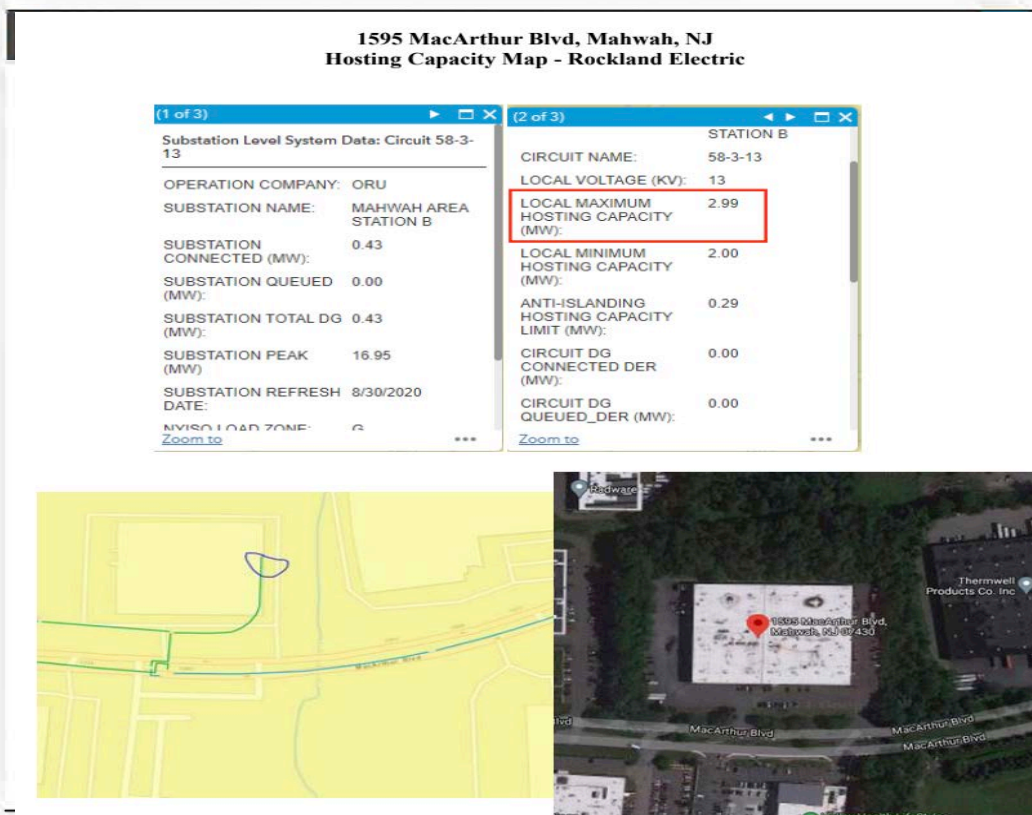 1595 MacArthur Blvd, Mahwah, NJ
Hosting Capacity Map - Rockland Electric
(1 of 3)
Substation Level System Data: Circuit 58-3-
13
OPERATION COMPANY: ORU
SUBSTATION NAME: MAHWAH AREA
STATION B
SUBSTATION 0.43
CONNECTED (MW):
SUBSTATION QUEUED 0.00
(MW):
SUBSTATION TOTAL DG 0.43
(MW):
SUBSTATION PEAK 16.95
(MW)
SUBSTATION REFRESH 8/30/2020
DATE:
NYISO LOAD ZONE: G
Zoom to
(2 of 3)
STATION B
CIRCUIT NAME: 58-3-13
LOCAL VOLTAGE (KV): 13
LOCAL MAXIMUM 2.99
HOSTING CAPACITY
(MW):
LOCAL MINIMUM 2.00
HOSTING CAPACITY
(MW):
ANTI-ISLANDING 0.29
HOSTING CAPACITY
LIMIT (MW):
CIRCUIT DG 0.00
CONNECTED DER
(MW):
CIRCUIT DG 0.00
QUEUED_DER (MW):
Zoom to
MacArthur Blvd
Radware
Thermwell
Products Co. Inc
1595 MacArthur Blvd,
Mahwah, NJ 07430
lvd
MacArthur Blvd
MacArthur Blvd
MacArthur Blvd